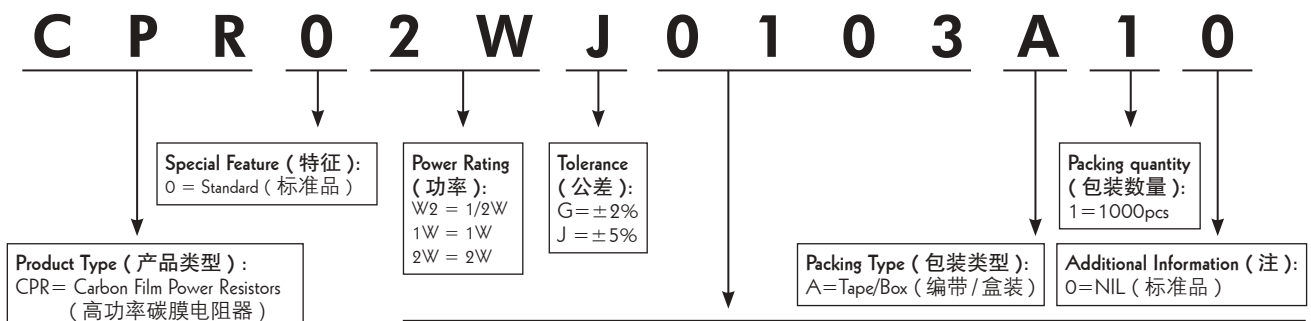 C P R 0 2 W J 0 1 0 3 A 1 0
Special Feature ( 特征 ):
0 = Standard ( 标准品 )
Power Rating
( 功率 ):
W2 = 1/2W
1W = 1W
2W = 2W
Tolerance
( 公差 ):
G=±2%
J =±5%
Packing quantity
( 包装数量 ):
1=1000pcs
Product Type ( 产品类型 ) :
CPR= Carbon Film Power Resistors
( 高功率碳膜电阻器 )
Packing Type ( 包装类型 ):
A=Tape/Box ( 编带 / 盒装 )
Additional Information ( 注 ):
0=NIL ( 标准品 )